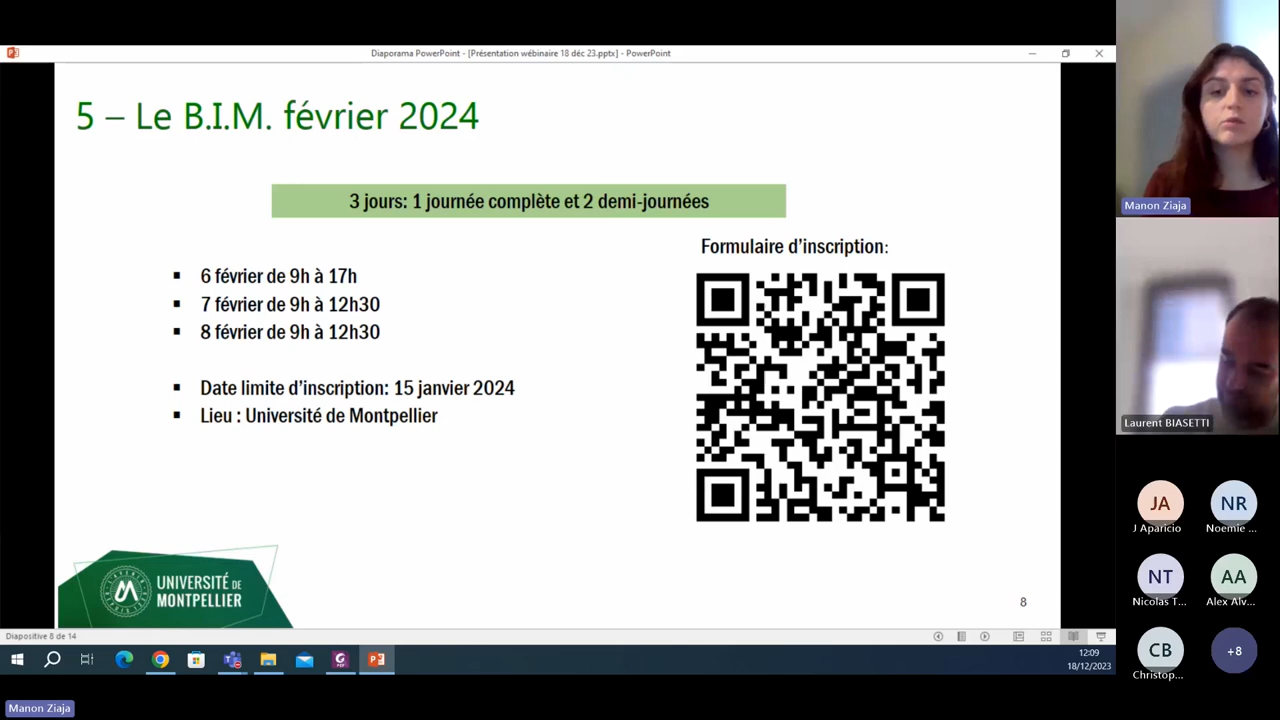 Diaporama PowerPoint - [Présentation wébinaire 18 déc 23.pptx] - PowerPoint
5 – Le B.I.M. février 2024
3 jours: 1 journée complète et 2 demi-journées
Formulaire d’inscription:
▪ 6 février de 9h à 17h
▪ 7 février de 9h à 12h30
▪ 8 février de 9h à 12h30
▪ Date limite d’inscription: 15 janvier 2024
▪ Lieu : Université de Montpellier
UNIVERSITÉ DE
MONTPELLIER
8
Diapositive 8 de 14
12:09
18/12/2023
Manon Ziaja
Manon Ziaja
Laurent BIASETTI
JA
J Aparicio
NR
Noemie ...
NT
Nicolas T...
AA
Alex Alv...
CB
Christop...
+8